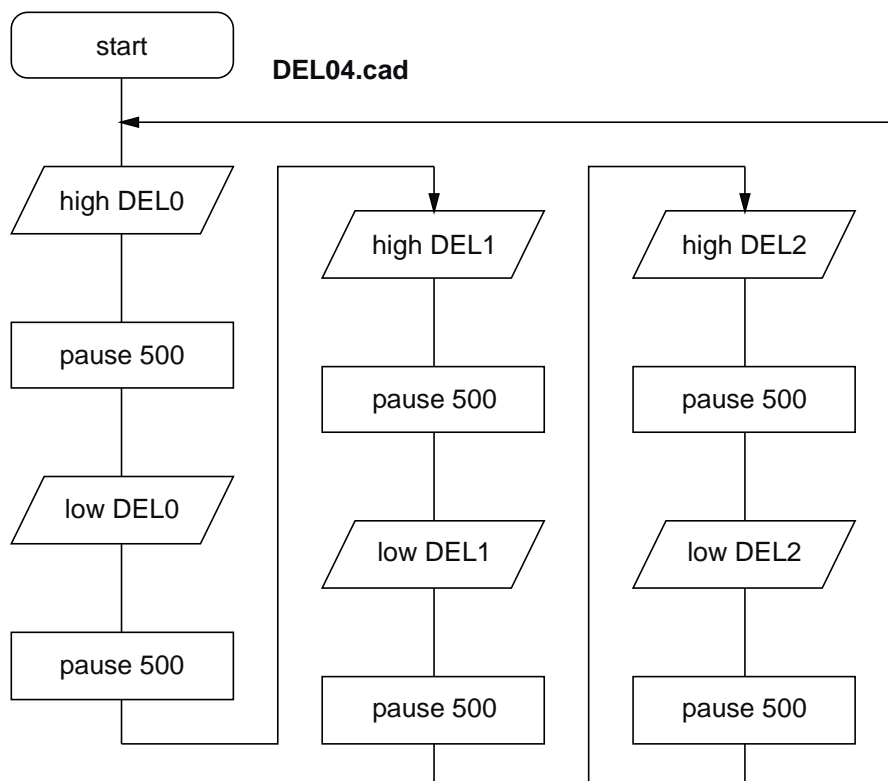 start
DEL04.cad
high DEL0
pause 500
low DEL0
pause 500
high DEL1
pause 500
low DEL1
pause 500
high DEL2
pause 500
low DEL2
pause 500